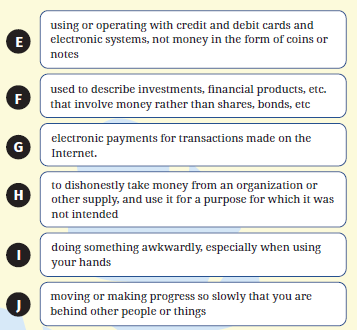 E
using or operating with credit and debit cards and
electronic systems, not money in the form of coins or
notes
F
used to describe investments, financial products, etc.
that involve money rather than shares, bonds, etc
G
electronic payments for transactions made on the
Internet.
H
to dishonestly take money from an organization or
other supply, and use it for a purpose for which it was
not intended
I
doing something awkwardly, especially when using
your hands
J
moving or making progress so slowly that you are
behind other people or things